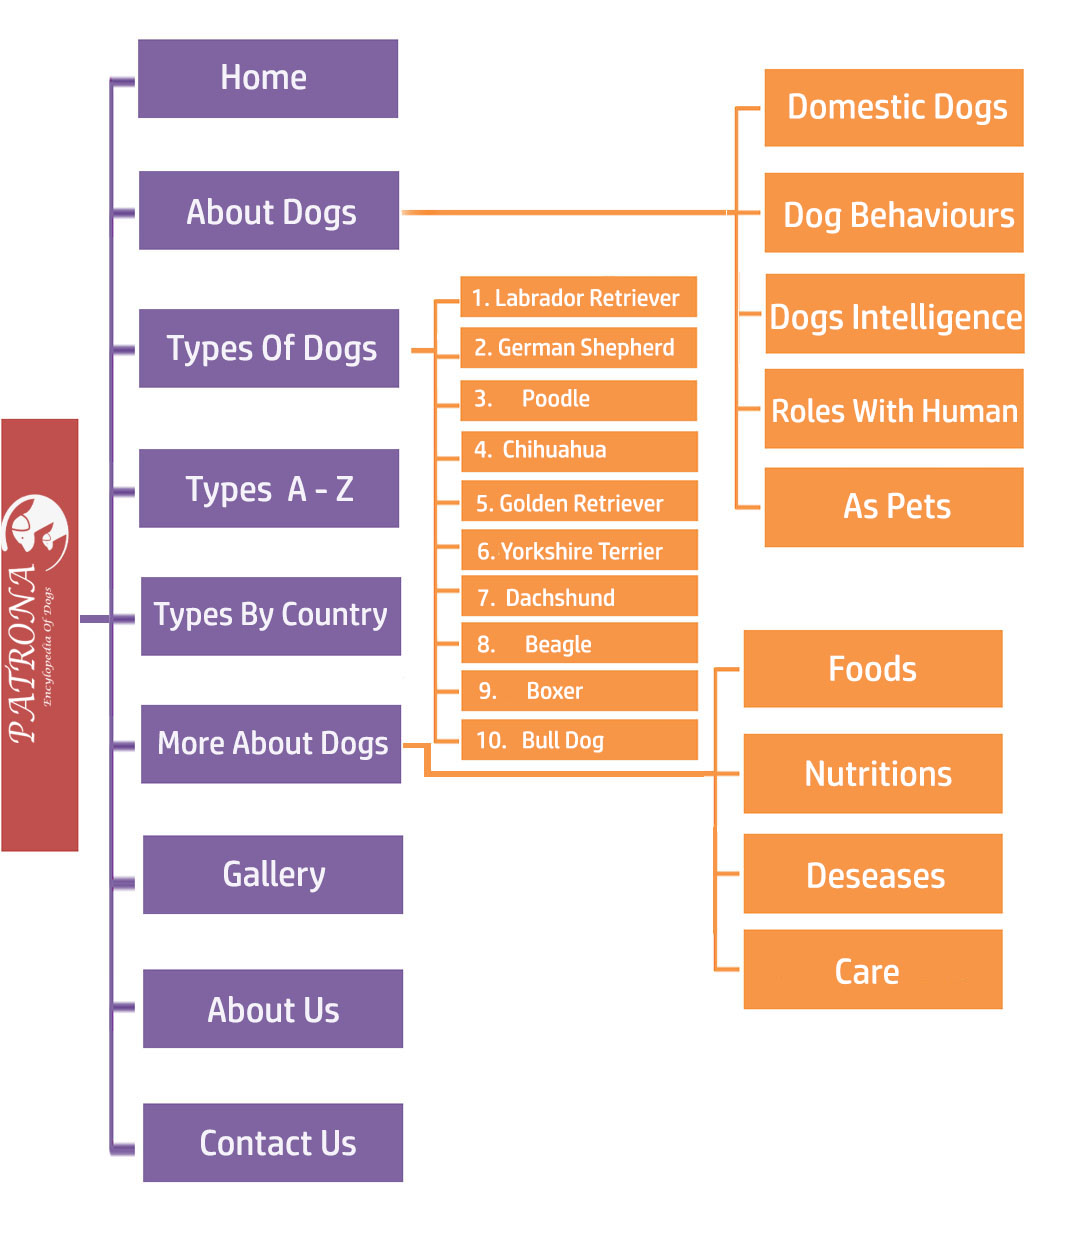 PATRONA
Encylopedia Of Dogs
Home
About Dogs
Types Of Dogs
Types A - Z
Types By Country
More About Dogs
Gallery
About Us
Contact Us
1. Labrador Retriever
2. German Shepherd
3. Poodle
4. Chihuahua
5. Golden Retriever
6. Yorkshire Terrier
7. Dachshund
8. Beagle
9. Boxer
10. Bull Dog
Domestic Dogs
Dog Behaviours
Dogs Intelligence
Roles With Human
As Pets
Foods
Nutritions
Deseases
Care